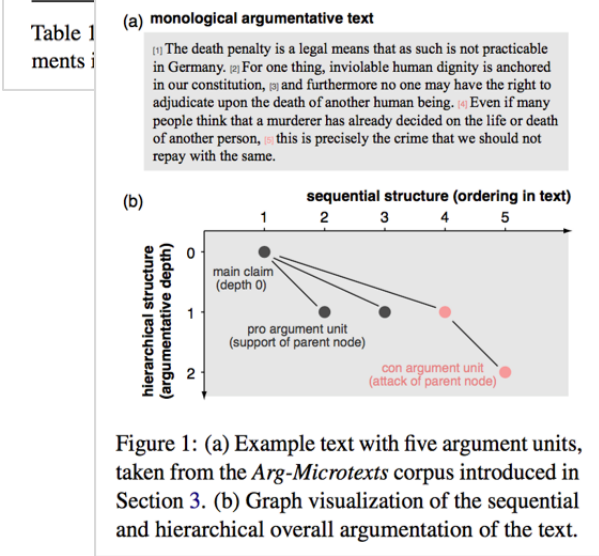 Table 1
ments i
(a) monological argumentative text
[1] The death penalty is a legal means that as such is not practicable
in Germany. [2] For one thing, inviolable human dignity is anchored
in our constitution, [3] and furthermore no one may have the right to
adjudicate upon the death of another human being. [4] Even if many
people think that a murderer has already decided on the life or death
of another person, [5] this is precisely the crime that we should not
repay with the same.
(b)
sequential structure (ordering in text)
1 2 3 4 5
hierarchical structure
(argumentative depth)
0
main claim
(depth 0)
1
pro argument unit
(support of parent node)
2
con argument unit
(attack of parent node)
Figure 1: (a) Example text with five argument units,
taken from the Arg-Microtexts corpus introduced in
Section 3. (b) Graph visualization of the sequential
and hierarchical overall argumentation of the text.